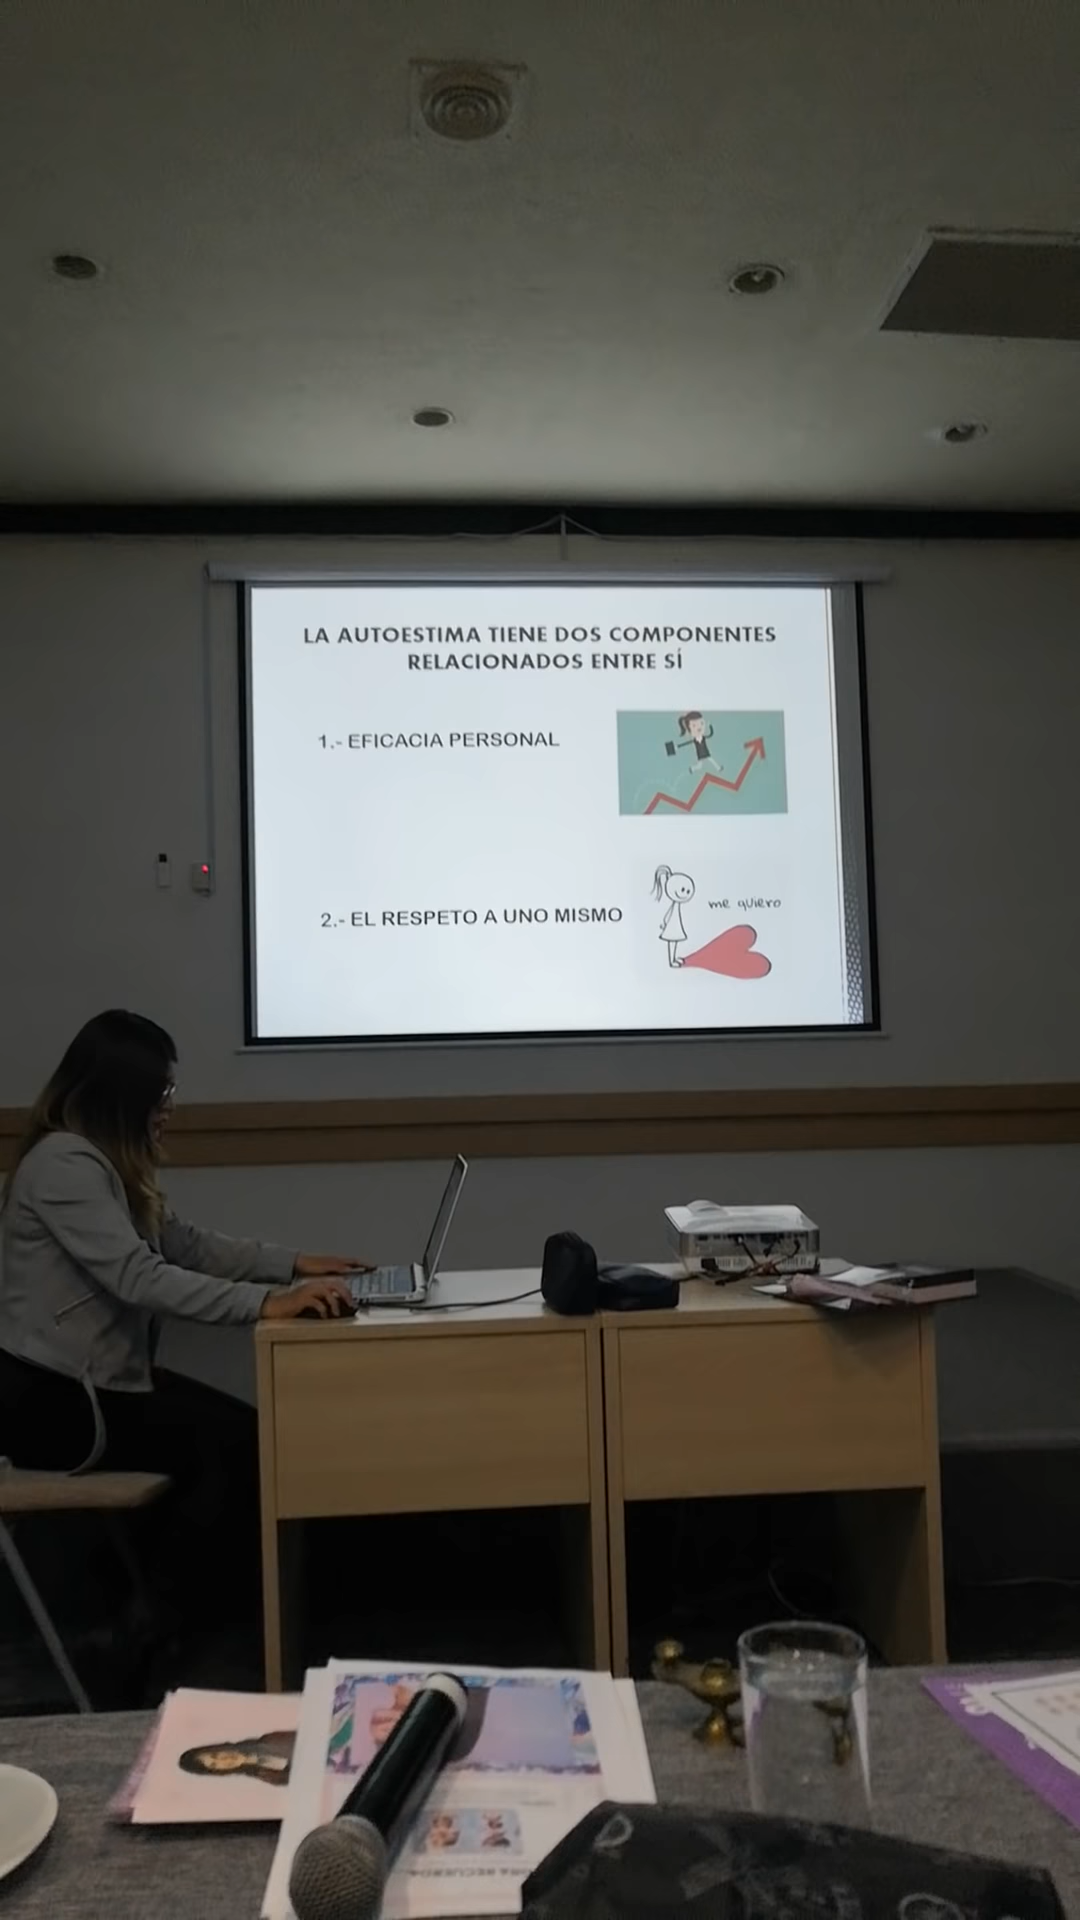 LA AUTOESTIMA TIENE DOS COMPONENTES
RELACIONADOS ENTRE SÍ
1.- EFICACIA PERSONAL
me quiero
2.- EL RESPETO A UNO MISMO